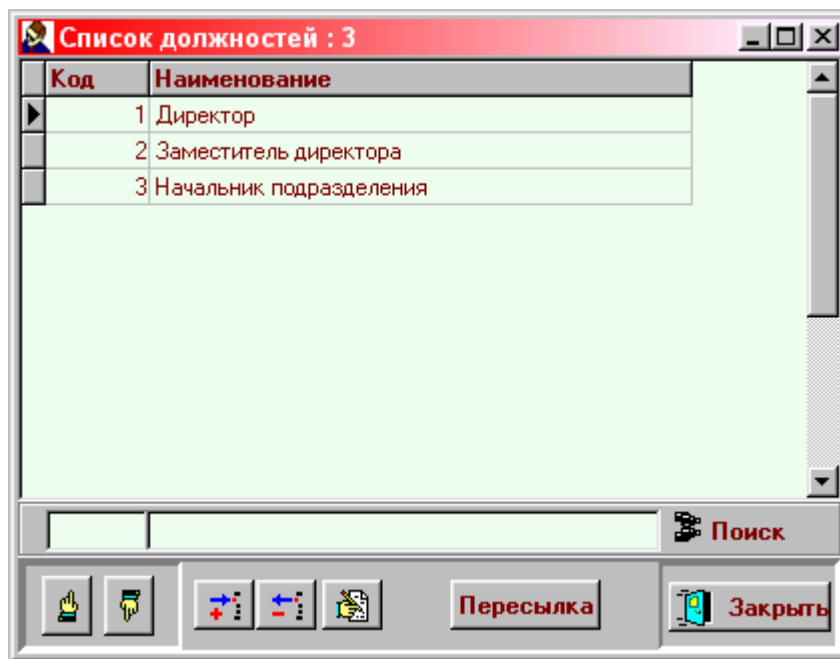 Список должностей : 3
Код Наименование
1 Директор
2 Заместитель директора
3 Начальник подразделения
Поиск
Пересылка Закрыть